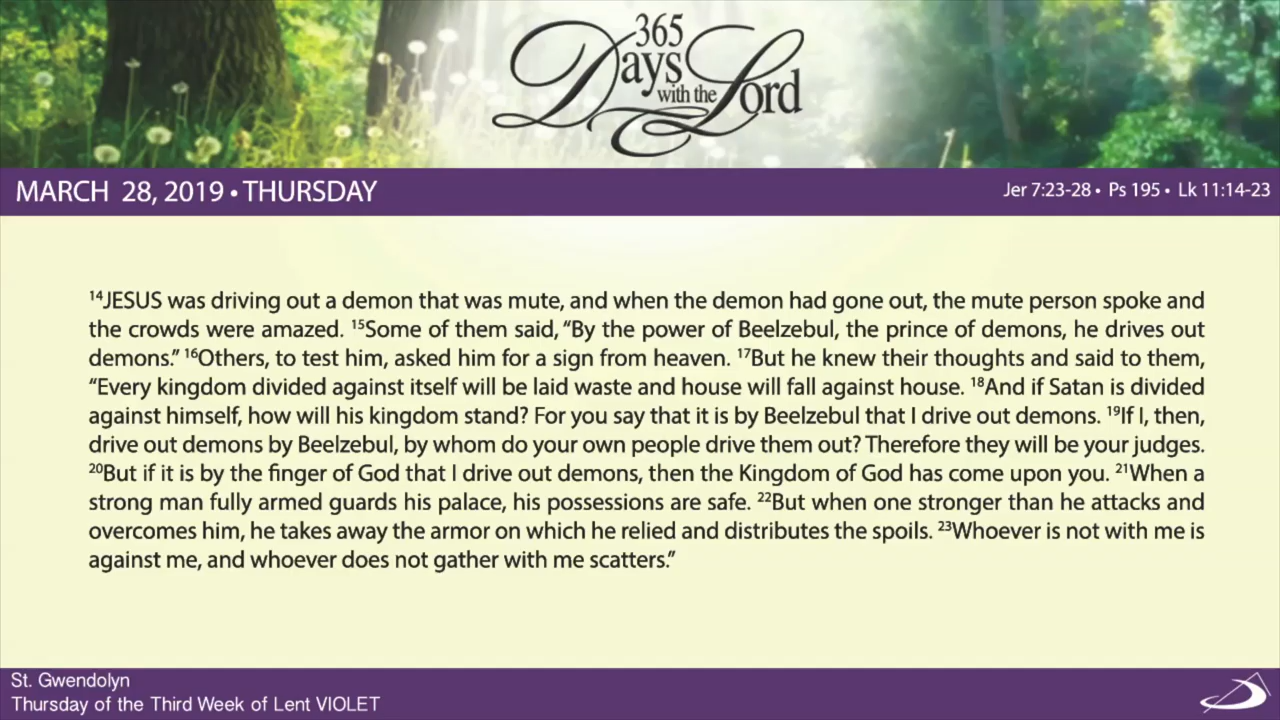 365
Days
with the Lord
MARCH 28, 2019 • THURSDAY
Jer 7:23-28 • Ps 195 • Lk 11:14-23
¹⁴JESUS was driving out a demon that was mute, and when the demon had gone out, the mute person spoke and
the crowds were amazed. ¹⁵Some of them said, “By the power of Beelzebul, the prince of demons, he drives out
demons.” ¹⁶Others, to test him, asked him for a sign from heaven. ¹⁷But he knew their thoughts and said to them,
“Every kingdom divided against itself will be laid waste and house will fall against house. ¹⁸And if Satan is divided
against himself, how will his kingdom stand? For you say that it is by Beelzebul that I drive out demons. ¹⁹If I, then,
drive out demons by Beelzebul, by whom do your own people drive them out? Therefore they will be your judges.
²⁰But if it is by the finger of God that I drive out demons, then the Kingdom of God has come upon you. ²¹When a
strong man fully armed guards his palace, his possessions are safe. ²²But when one stronger than he attacks and
overcomes him, he takes away the armor on which he relied and distributes the spoils. ²³Whoever is not with me is
against me, and whoever does not gather with me scatters.”
St. Gwendolyn
Thursday of the Third Week of Lent VIOLET